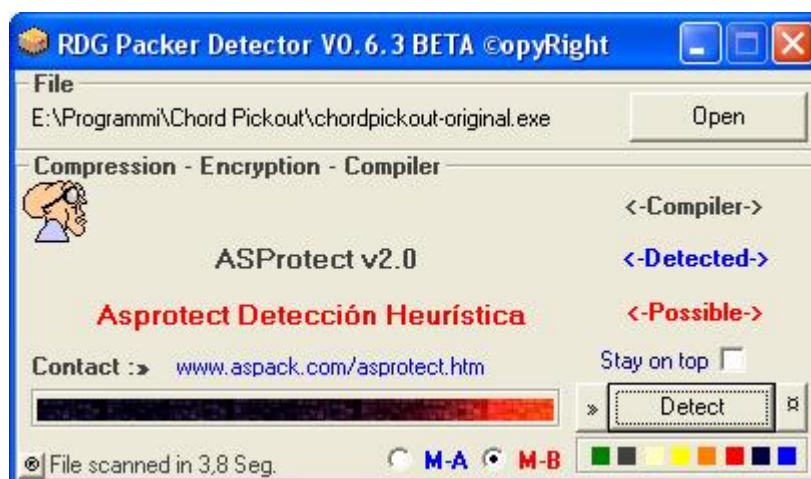 RDG Packer Detector V0.6.3 BETA ©opyRight
File
E:\Programmi\Chord Pickout\chordpickout-original.exe
Open
Compression - Encryption - Compiler
<-Compiler->
ASProtect v2.0
<-Detected->
Asprotect Detección Heurística
<-Possible->
Contact :» www.aspack.com/asprotect.htm
Stay on top
» Detect ¤
® File scanned in 3,8 Seg.
M-A M-B